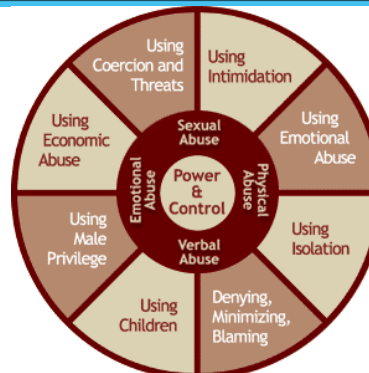 Using
Coercion and
Threats
Using
Intimidation
Using
Emotional
Abuse
Using
Isolation
Denying,
Minimizing,
Blaming
Using
Children
Using
Male
Privilege
Using
Economic
Abuse
Sexual
Abuse
Physical
Abuse
Verbal
Abuse
Emotional
Abuse
Power
&
Control